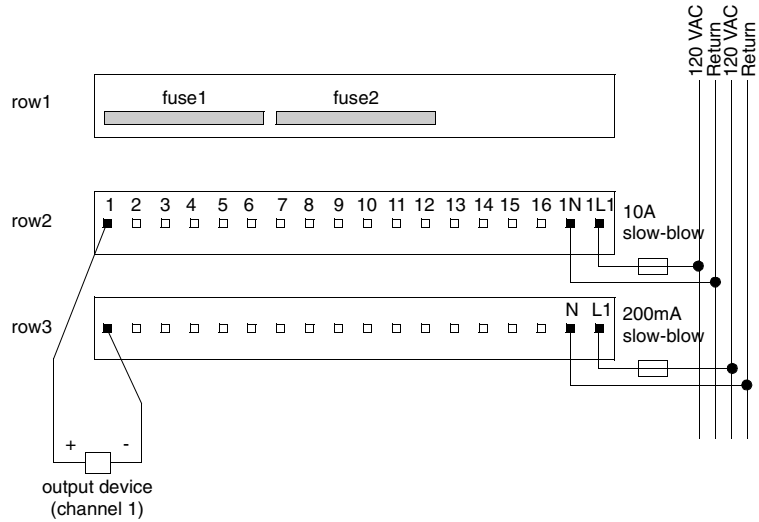 120 VAC
Return
120 VAC
Return
row1
fuse1 fuse2
row2
1 2 3 4 5 6 7 8 9 10 11 12 13 14 15 16 1N 1L1
10A
slow-blow
row3
N L1
200mA
slow-blow
+ -
output device
(channel 1)